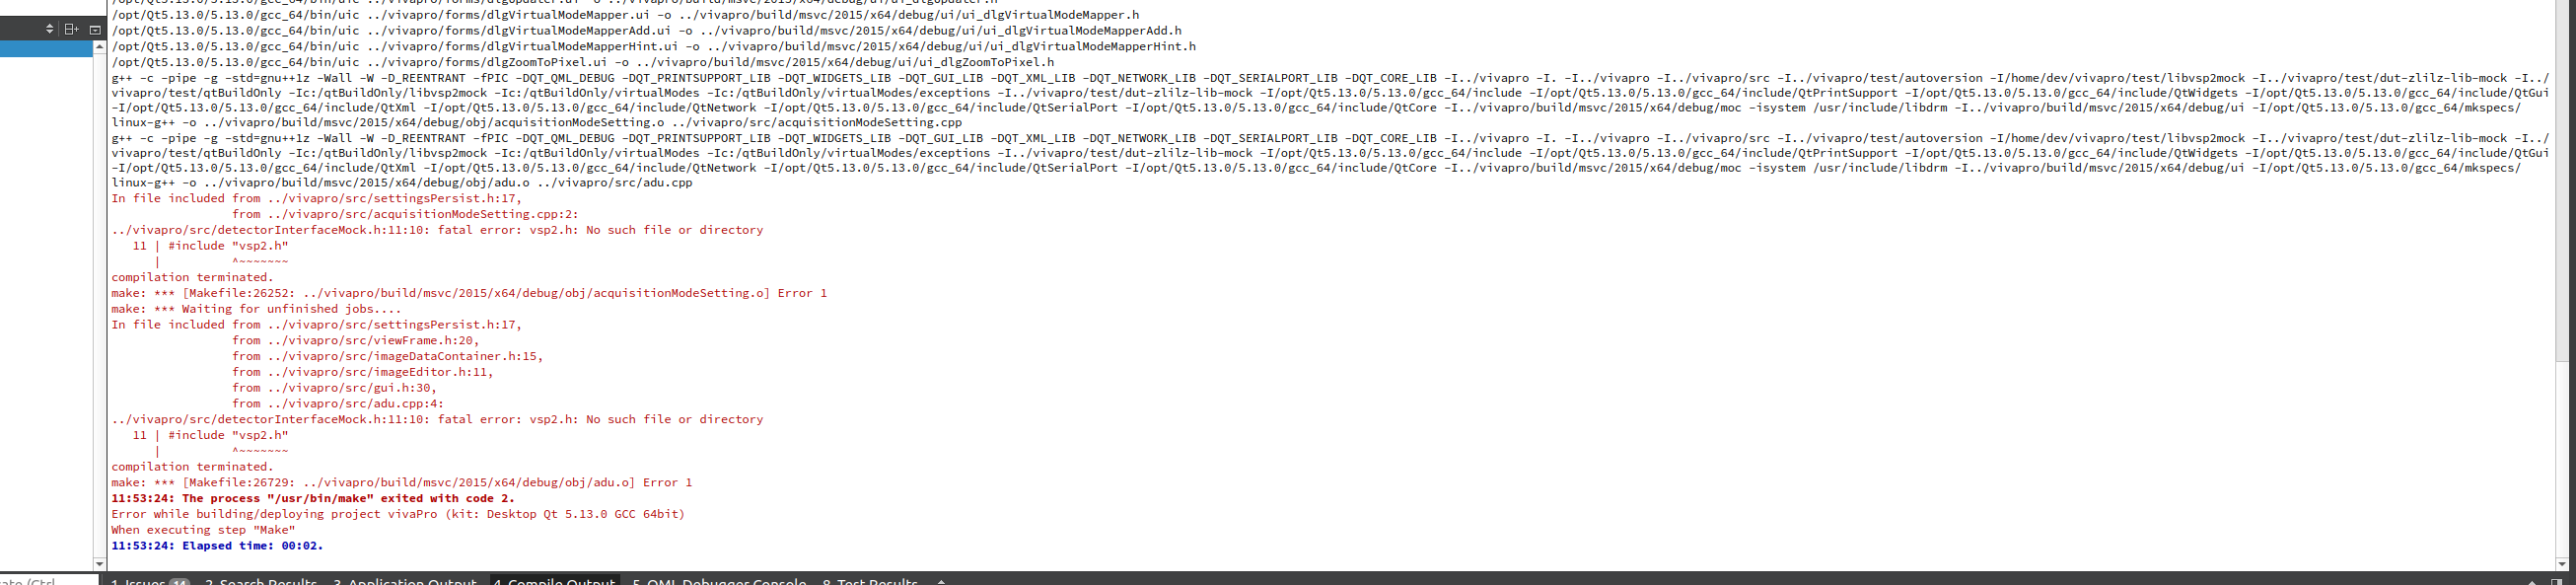 /opt/Qt5.13.0/5.13.0/gcc_64/bin/uic ../vivapro/forms/dlgUpdater.ui -o ../vivapro/build/msvc/2015/x64/debug/ui/ui_dlgUpdater.h
/opt/Qt5.13.0/5.13.0/gcc_64/bin/uic ../vivapro/forms/dlgVirtualModeMapper.ui -o ../vivapro/build/msvc/2015/x64/debug/ui/ui_dlgVirtualModeMapper.h
/opt/Qt5.13.0/5.13.0/gcc_64/bin/uic ../vivapro/forms/dlgVirtualModeMapperAdd.ui -o ../vivapro/build/msvc/2015/x64/debug/ui/ui_dlgVirtualModeMapperAdd.h
/opt/Qt5.13.0/5.13.0/gcc_64/bin/uic ../vivapro/forms/dlgVirtualModeMapperHint.ui -o ../vivapro/build/msvc/2015/x64/debug/ui/ui_dlgVirtualModeMapperHint.h
/opt/Qt5.13.0/5.13.0/gcc_64/bin/uic ../vivapro/forms/dlgZoomToPixel.ui -o ../vivapro/build/msvc/2015/x64/debug/ui/ui_dlgZoomToPixel.h
g++ -c -pipe -g -std=gnu++1z -Wall -W -D_REENTRANT -fPIC -DQT_QML_DEBUG -DQT_PRINTSUPPORT_LIB -DQT_WIDGETS_LIB -DQT_GUI_LIB -DQT_XML_LIB -DQT_NETWORK_LIB -DQT_SERIALPORT_LIB -DQT_CORE_LIB -I../vivapro -I. -I../vivapro -I../vivapro/src -I../vivapro/test/autoversion -I/home/dev/vivapro/test/libvsp2mock -I../vivapro/test/dut-zlilz-lib-mock -I../
vivapro/test/qtBuildOnly -Ic:/qtBuildOnly/libvsp2mock -Ic:/qtBuildOnly/virtualModes -Ic:/qtBuildOnly/virtualModes/exceptions -I../vivapro/test/dut-zlilz-lib-mock -I/opt/Qt5.13.0/5.13.0/gcc_64/include -I/opt/Qt5.13.0/5.13.0/gcc_64/include/QtPrintSupport -I/opt/Qt5.13.0/5.13.0/gcc_64/include/QtWidgets -I/opt/Qt5.13.0/5.13.0/gcc_64/include/QtGui
-I/opt/Qt5.13.0/5.13.0/gcc_64/include/QtXml -I/opt/Qt5.13.0/5.13.0/gcc_64/include/QtNetwork -I/opt/Qt5.13.0/5.13.0/gcc_64/include/QtSerialPort -I/opt/Qt5.13.0/5.13.0/gcc_64/include/QtCore -I../vivapro/build/msvc/2015/x64/debug/moc -isystem /usr/include/libdrm -I../vivapro/build/msvc/2015/x64/debug/ui -I/opt/Qt5.13.0/5.13.0/gcc_64/mkspecs/
linux-g++ -o ../vivapro/build/msvc/2015/x64/debug/obj/acquisitionModeSetting.o ../vivapro/src/acquisitionModeSetting.cpp
g++ -c -pipe -g -std=gnu++1z -Wall -W -D_REENTRANT -fPIC -DQT_QML_DEBUG -DQT_PRINTSUPPORT_LIB -DQT_WIDGETS_LIB -DQT_GUI_LIB -DQT_XML_LIB -DQT_NETWORK_LIB -DQT_SERIALPORT_LIB -DQT_CORE_LIB -I../vivapro -I. -I../vivapro -I../vivapro/src -I../vivapro/test/autoversion -I/home/dev/vivapro/test/libvsp2mock -I../vivapro/test/dut-zlilz-lib-mock -I../
vivapro/test/qtBuildOnly -Ic:/qtBuildOnly/libvsp2mock -Ic:/qtBuildOnly/virtualModes -Ic:/qtBuildOnly/virtualModes/exceptions -I../vivapro/test/dut-zlilz-lib-mock -I/opt/Qt5.13.0/5.13.0/gcc_64/include -I/opt/Qt5.13.0/5.13.0/gcc_64/include/QtPrintSupport -I/opt/Qt5.13.0/5.13.0/gcc_64/include/QtWidgets -I/opt/Qt5.13.0/5.13.0/gcc_64/include/QtGui
-I/opt/Qt5.13.0/5.13.0/gcc_64/include/QtXml -I/opt/Qt5.13.0/5.13.0/gcc_64/include/QtNetwork -I/opt/Qt5.13.0/5.13.0/gcc_64/include/QtSerialPort -I/opt/Qt5.13.0/5.13.0/gcc_64/include/QtCore -I../vivapro/build/msvc/2015/x64/debug/moc -isystem /usr/include/libdrm -I../vivapro/build/msvc/2015/x64/debug/ui -I/opt/Qt5.13.0/5.13.0/gcc_64/mkspecs/
linux-g++ -o ../vivapro/build/msvc/2015/x64/debug/obj/adu.o ../vivapro/src/adu.cpp
In file included from ../vivapro/src/settingsPersist.h:17,
from ../vivapro/src/acquisitionModeSetting.cpp:2:
../vivapro/src/detectorInterfaceMock.h:11:10: fatal error: vsp2.h: No such file or directory
11 | #include "vsp2.h"
| ^~~~~~~~
compilation terminated.
make: *** [Makefile:26252: ../vivapro/build/msvc/2015/x64/debug/obj/acquisitionModeSetting.o] Error 1
make: *** Waiting for unfinished jobs....
In file included from ../vivapro/src/settingsPersist.h:17,
from ../vivapro/src/viewFrame.h:20,
from ../vivapro/src/imageDataContainer.h:15,
from ../vivapro/src/imageEditor.h:11,
from ../vivapro/src/gui.h:30,
from ../vivapro/src/adu.cpp:4:
../vivapro/src/detectorInterfaceMock.h:11:10: fatal error: vsp2.h: No such file or directory
11 | #include "vsp2.h"
| ^~~~~~~~
compilation terminated.
make: *** [Makefile:26729: ../vivapro/build/msvc/2015/x64/debug/obj/adu.o] Error 1
11:53:24: The process "/usr/bin/make" exited with code 2.
Error while building/deploying project vivaPro (kit: Desktop Qt 5.13.0 GCC 64bit)
When executing step "Make"
11:53:24: Elapsed time: 00:02.
1 Issues 14 2 Search Results 3 Application Output 4 Compile Output 5 QML Debugger Console 8 Test Results